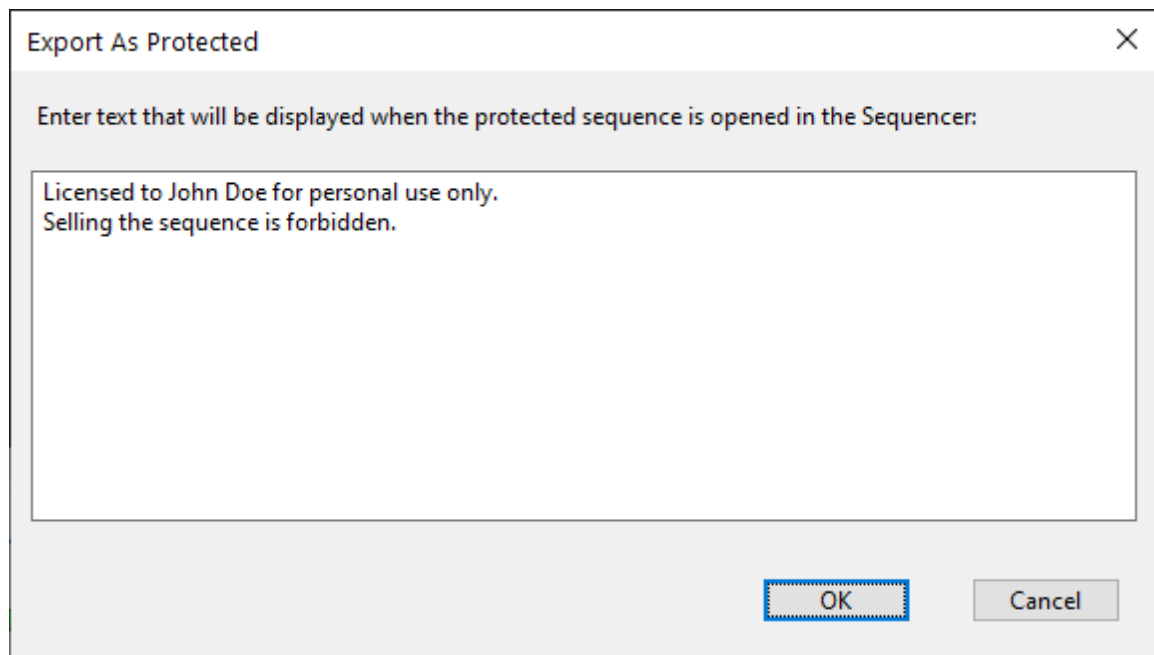 Export As Protected
Enter text that will be displayed when the protected sequence is opened in the Sequencer:
Licensed to John Doe for personal use only.
Selling the sequence is forbidden.
OK Cancel